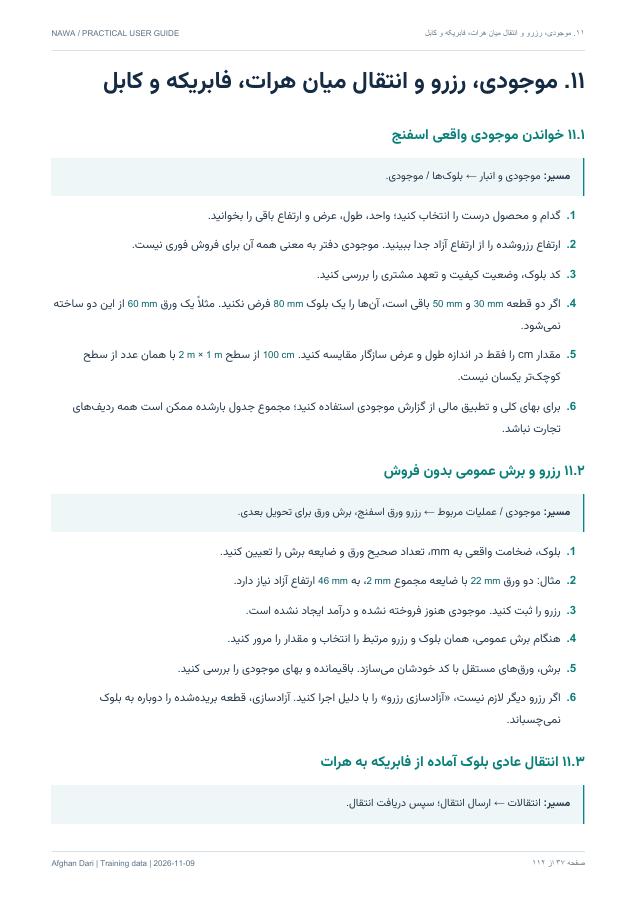 ۱۱. موجودی، رزرو و انتقال میان هرات، فابریکه و کابل
NAWA / PRACTICAL USER GUIDE
۱۱. موجودی، رزرو و انتقال میان هرات، فابریکه و کابل
۱۱.۱ خواندن موجودی واقعی اسفنج
مسیر: موجودی و انبار ← بلوک‌ها / موجودی.
1. گدام و محصول درست را انتخاب کنید؛ واحد، طول، عرض و ارتفاع باقی را بخوانید.
2. ارتفاع رزروشده را از ارتفاع آزاد جدا ببینید. موجودی دفتر به معنی همه آن برای فروش فوری نیست.
3. کد بلوک، وضعیت کیفیت و تعهد مشتری را بررسی کنید.
4. اگر دو قطعه 30 mm و 50 mm باقی است، آن‌ها را یک بلوک 80 mm فرض نکنید. مثلاً یک ورق 60 mm از این دو ساخته
نمی‌شود.
5. مقدار cm را فقط در اندازه طول و عرض سازگار مقایسه کنید. 100 cm از سطح 2 m × 1 m با همان عدد از سطح
کوچک‌تر یکسان نیست.
6. برای بهای کلی و تطبیق مالی از گزارش موجودی استفاده کنید؛ مجموع جدول بارشده ممکن است همه ردیف‌های
تجارت نباشد.
۱۱.۲ رزرو و برش عمومی بدون فروش
مسیر: موجودی / عملیات مربوط ← رزرو ورق اسفنج، برش ورق برای تحویل بعدی.
1. بلوک، ضخامت واقعی به mm، تعداد صحیح ورق و ضایعه برش را تعیین کنید.
2. مثال: دو ورق 22 mm با ضایعه مجموع 2 mm، به 46 mm ارتفاع آزاد نیاز دارد.
3. رزرو را ثبت کنید. موجودی هنوز فروخته نشده و درآمد ایجاد نشده است.
4. هنگام برش عمومی، همان بلوک و رزرو مرتبط را انتخاب و مقدار را مرور کنید.
5. برش، ورق‌های مستقل با کد خودشان می‌سازد. باقیمانده و بهای موجودی را بررسی کنید.
6. اگر رزرو دیگر لازم نیست، «آزادسازی رزرو» را با دلیل اجرا کنید. آزادسازی، قطعه بریده‌شده را دوباره به بلوک
نمی‌چسباند.
۱۱.۳ انتقال عادی بلوک آماده از فابریکه به هرات
مسیر: انتقالات ← ارسال انتقال؛ سپس دریافت انتقال.
صفحه ۳۷ از ۱۱۲
Afghan Dari | Training data | 2026-11-09